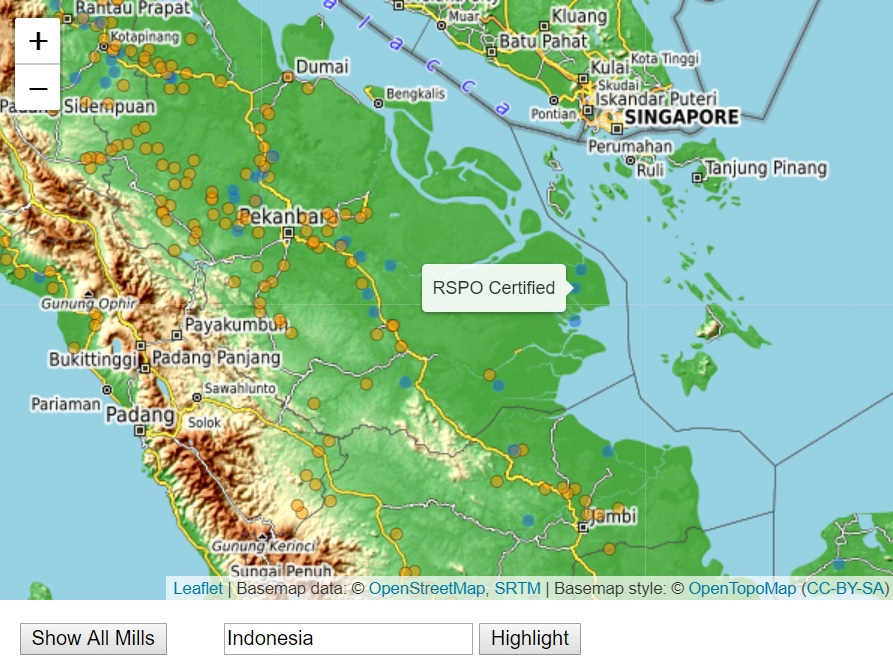 Rantau Prapat
Muar
Kluang
+
Kotapinang
Batu Pahat
Malacca
Kota Tinggi
Dumai
Kulai
−
Skudai
Bengkalis
Iskandar Puteri
Padang Sidempuan
Pontian
SINGAPORE
Perumahan
Ruli
Tanjung Pinang
Pekanbaru
RSPO Certified
Gunung Ophir
Payakumbuh
Bukittinggi
Padang Panjang
Sawahlunto
Pariaman
Padang
Solok
Jambi
Gunung Kerinci
Sungai Penuh
Leaflet | Basemap data: © OpenStreetMap, SRTM | Basemap style: © OpenTopoMap (CC-BY-SA)
Show All Mills
Indonesia
Highlight